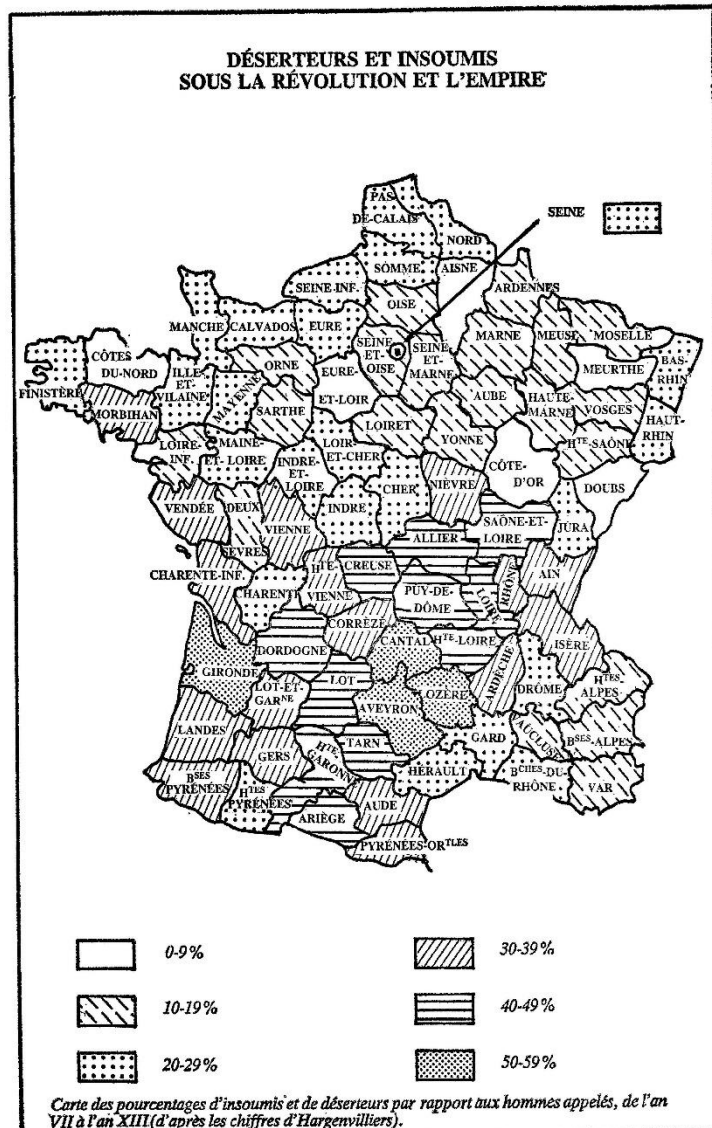 DÉSERTEURS ET INSOUMIS
SOUS LA RÉVOLUTION ET L'EMPIRE
SEINE
PAS-
DE-CALAIS
NORD
SOMME
AISNE
SEINE-INF.
OISE
ARDENNES
MANCHE
CALVADOS
EURE
SEINE
ET
OISE
SEINE
ET
MARNE
MARNE
MEUSE
MOSELLE
MEURTHE
BAS-
RHIN
CÔTES
DU-NORD
FINISTÈRE
ILLE
ET
VILAINE
MORBIHAN
MAYENNE
ORNE
SARTHE
EURE-
ET-LOIR
AUBE
HAUTE-
MARNE
VOSGES
HAUT-
RHIN
LOIRE-
INF.
MAINE-
ET-LOIRE
INDRE-
ET-
LOIRE
LOIR-
ET-CHER
LOIRET
YONNE
HTE-SAÔNE
CÔTE-
D'OR
DOUBS
VENDÉE
DEUX
SÈVRES
VIENNE
INDRE
CHER
NIÈVRE
SAÔNE-ET-
LOIRE
JURA
ALLIER
CHARENTE-INF.
CHARENTE
HTE-
VIENNE
CREUSE
PUY-DE-
DÔME
LOIRE
RHÔNE
AIN
CORRÈZE
CANTAL
HTE-LOIRE
ISÈRE
GIRONDE
DORDOGNE
LOT
LOT-ET-
GARNE
AVEYRON
LOZÈRE
ARDÈCHE
DRÔME
HTES-
ALPES
LANDES
GERS
HTE-
GARONNE
TARN
HÉRAULT
GARD
VAUCLUSE
BSES-ALPES
BSES
PYRÉNÉES
HTES
PYRÉNÉES
ARIÈGE
AUDE
PYRÉNÉES-ORTLES
BCHES-DU-
RHÔNE
VAR
0-9%
30-39%
10-19%
40-49%
20-29%
50-59%
Carte des pourcentages d'insoumis et de déserteurs par rapport aux hommes appelés, de l'an
VII à l'an XIII(d'après les chiffres d'Hargenvilliers).